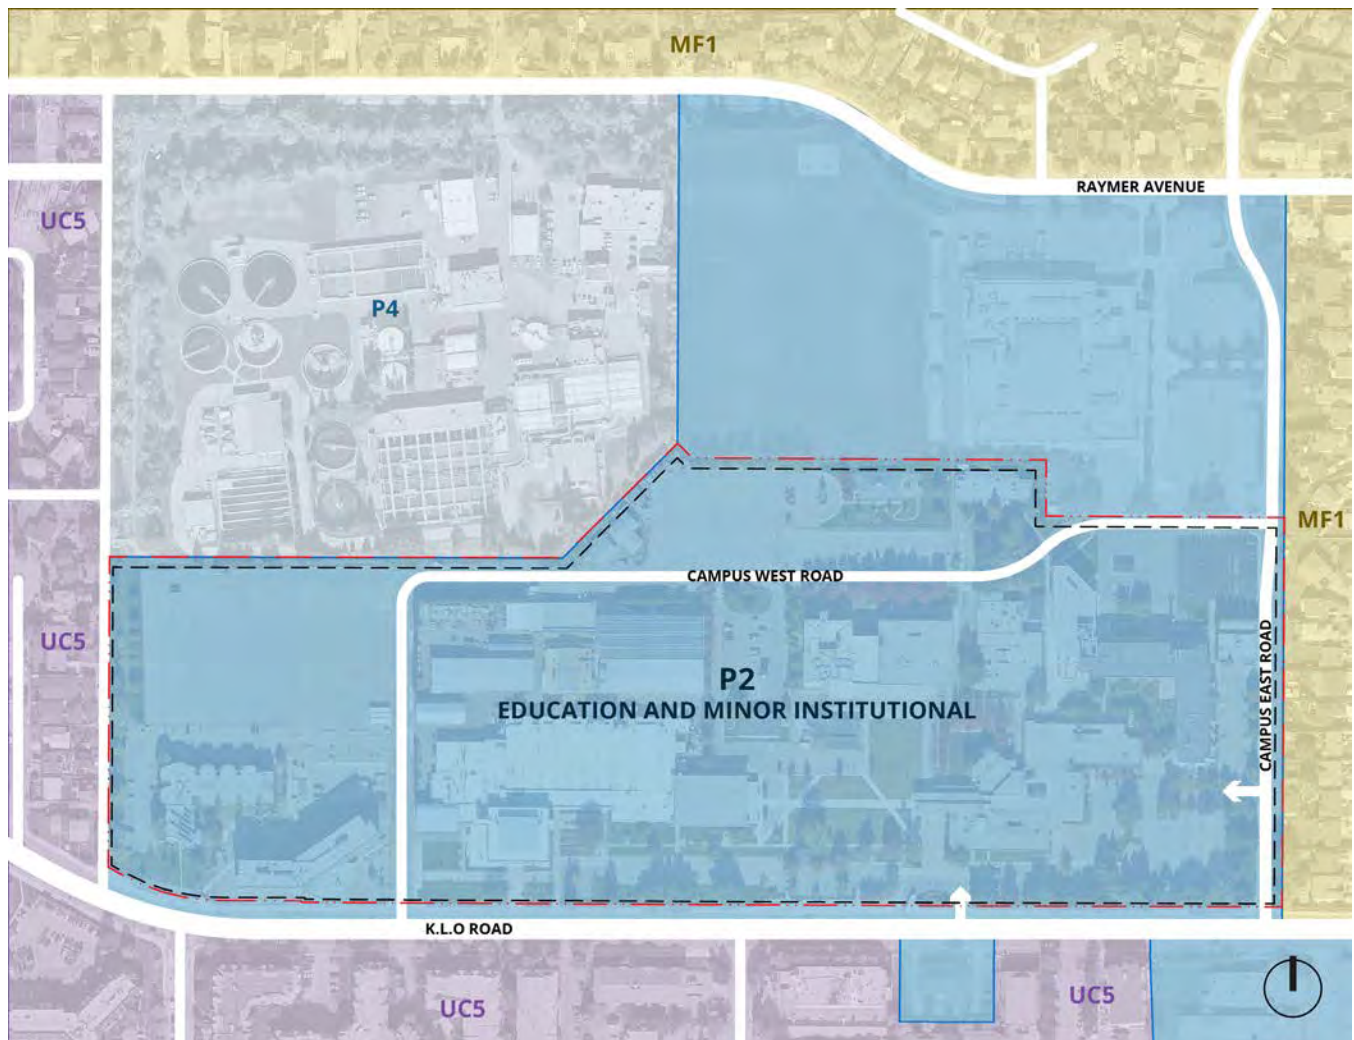 MF1
RAYMER AVENUE
UC5
P4
MF1
CAMPUS WEST ROAD
UC5
P2
EDUCATION AND MINOR INSTITUTIONAL
CAMPUS EAST ROAD
K.L.O ROAD
UC5
UC5